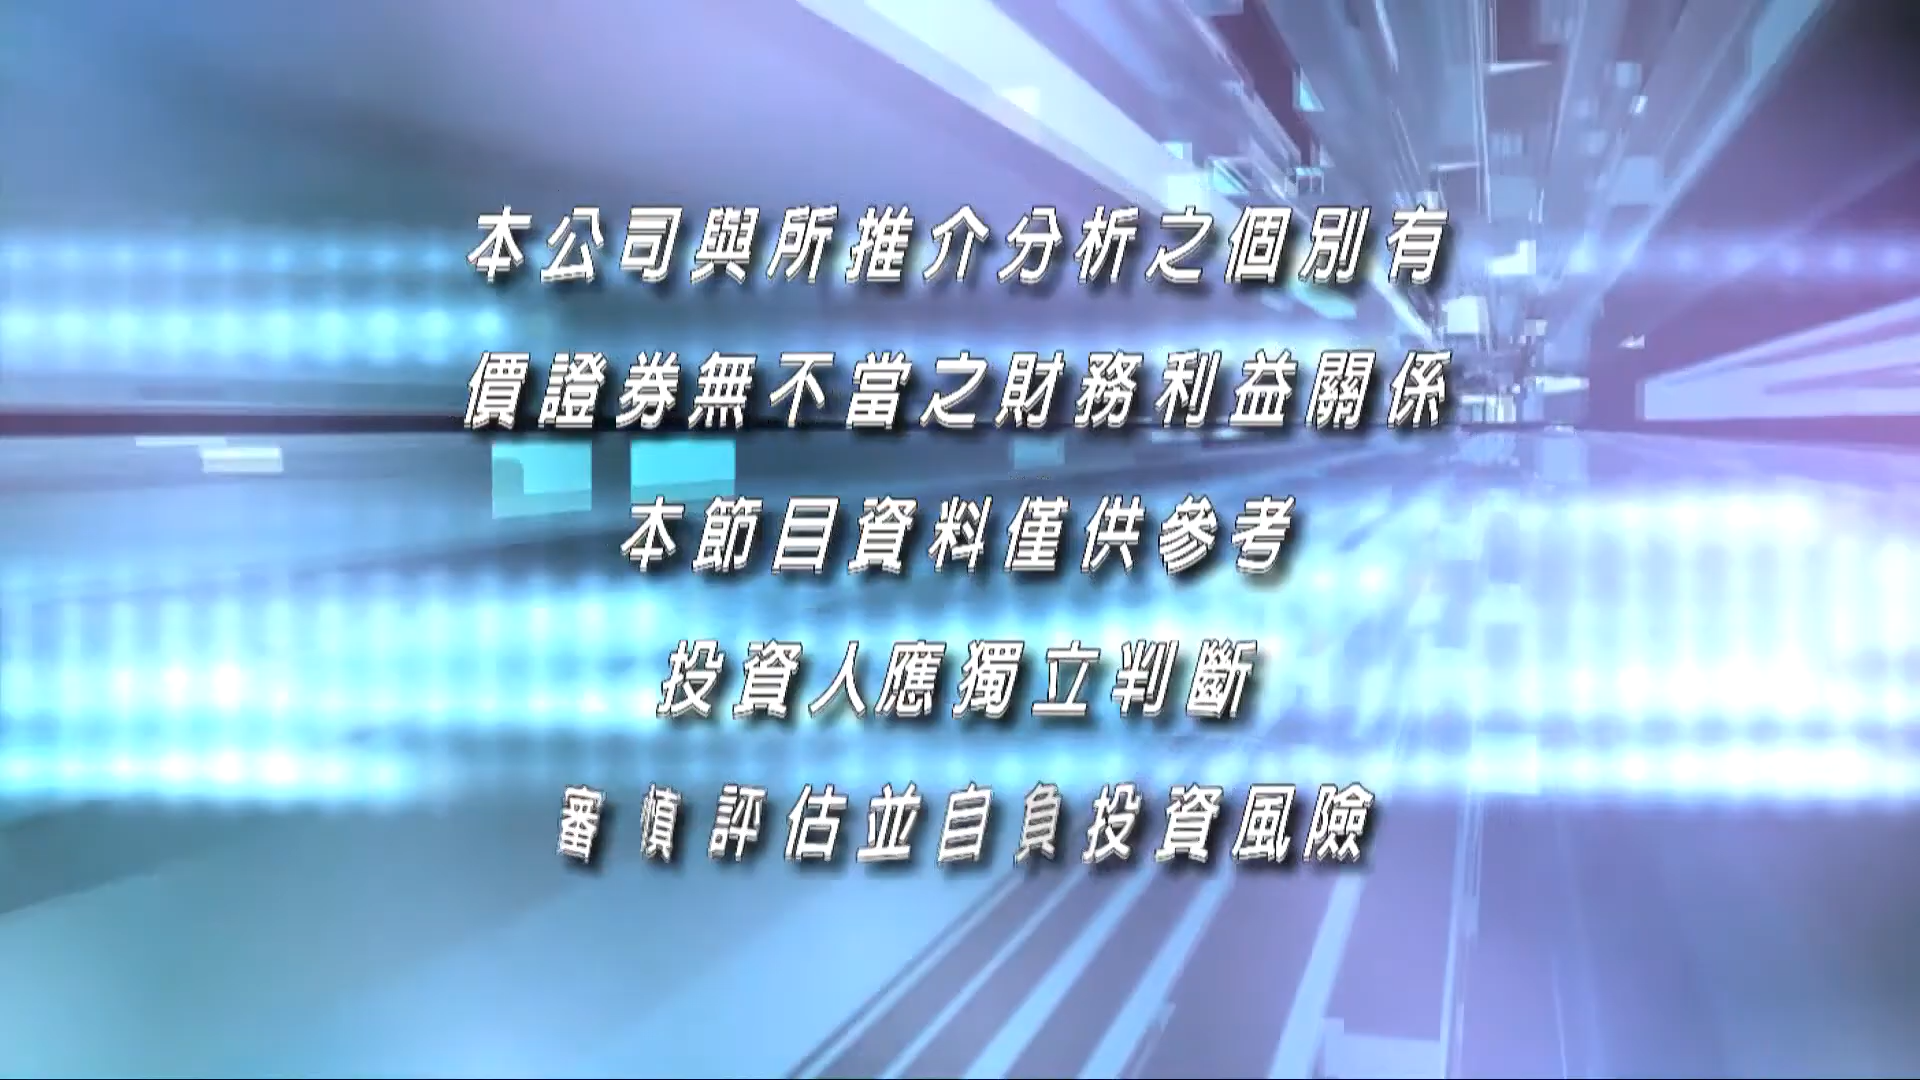 本公司與所推介分析之個別有
價證券無不當之財務利益關係
本節目資料僅供參考
投資人應獨立判斷
審慎評估並自負投資風險